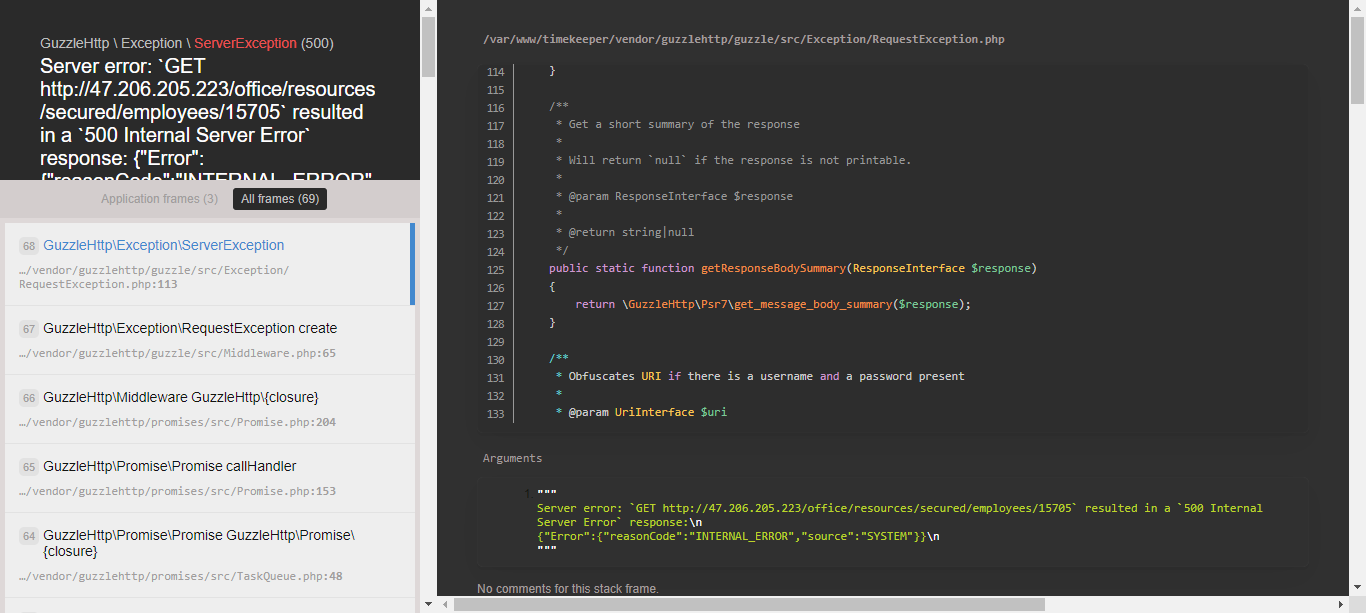 GuzzleHttp \ Exception \ ServerException (500)
Server error: `GET
http://47.206.205.223/office/resources
/secured/employees/15705` resulted
in a `500 Internal Server Error`
response: {"Error":
{"reasonCode":"INTERNAL_ERROR"
Application frames (3) All frames (69)
68 GuzzleHttp\Exception\ServerException
…/vendor/guzzlehttp/guzzle/src/Exception/
RequestException.php:113
67 GuzzleHttp\Exception\RequestException create
…/vendor/guzzlehttp/guzzle/src/Middleware.php:65
66 GuzzleHttp\Middleware GuzzleHttp\{closure}
…/vendor/guzzlehttp/promises/src/Promise.php:204
65 GuzzleHttp\Promise\Promise callHandler
…/vendor/guzzlehttp/promises/src/Promise.php:153
64 GuzzleHttp\Promise\Promise GuzzleHttp\Promise\
{closure}
…/vendor/guzzlehttp/promises/src/TaskQueue.php:48
/var/www/timekeeper/vendor/guzzlehttp/guzzle/src/Exception/RequestException.php
114 }
115
116 /**
117 * Get a short summary of the response
118 *
119 * Will return `null` if the response is not printable.
120 *
121 * @param ResponseInterface $response
122 *
123 * @return string|null
124 */
125 public static function getResponseBodySummary(ResponseInterface $response)
126 {
127 return \GuzzleHttp\Psr7\get_message_body_summary($response);
128 }
129
130 /**
131 * Obfuscates URI if there is a username and a password present
132 *
133 * @param UriInterface $uri
Arguments
1. """
Server error: `GET http://47.206.205.223/office/resources/secured/employees/15705` resulted in a `500 Internal
Server Error` response:\n
{"Error":{"reasonCode":"INTERNAL_ERROR","source":"SYSTEM"}}\n
"""
No comments for this stack frame.